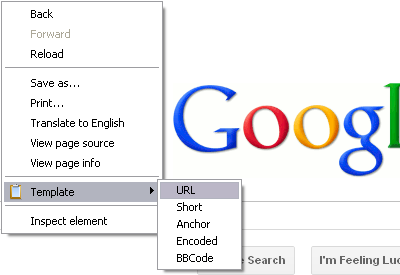 Back
Forward
Reload
Save as...
Print...
Translate to English
View page source
View page info
Template
Inspect element
URL
Short
Anchor
Encoded
BBCode
Googl
e Search
I'm Feeling Luc